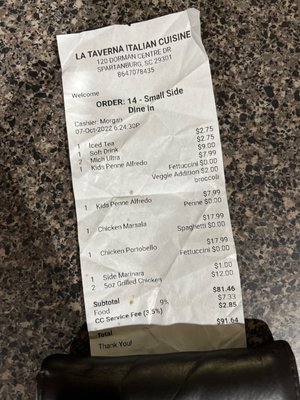 LA TAVERNA ITALIAN CUISINE
120 DORMAN CENTRE DR
SPARTANBURG, SC 29301
8647078435
Welcome
ORDER: 14 - Small Side
Dine In
Cashier: Morgan
07-Oct-2022 6:24:30P
1 Iced Tea $2.75
1 Soft Drink $2.75
2 Mich Ultra $9.00
1 Kids Penne Alfredo $7.99
Fettuccini $0.00
Veggie Addition $2.00
broccoli
1 Kids Penne Alfredo $7.99
Penne $0.00
1 Chicken Marsala $17.99
Spaghetti $0.00
1 Chicken Portobello $17.99
Fettuccini $0.00
1 Side Marinara $1.00
2 5oz Grilled Chicken $12.00
Subtotal $81.46
Food 9% $7.33
CC Service Fee (3.5%) $2.85
Total $91.64
Thank You!